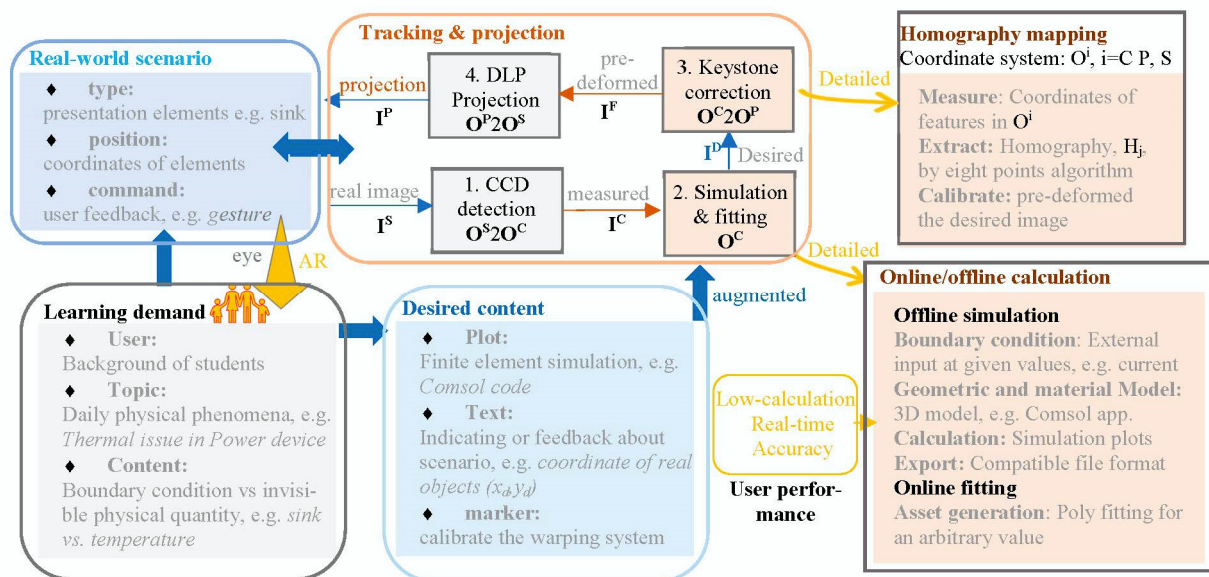 Real-world scenario
♦ type:
presentation elements e.g. sink
♦ position:
coordinates of elements
♦ command:
user feedback, e.g. gesture
Tracking & projection
projection
I^P
4. DLP
Projection
O^P2O^S
pre-
deformed
I^F
3. Keystone
correction
O^C2O^P
I^D
Desired
real image
I^S
1. CCD
detection
O^S2O^C
measured
I^C
2. Simulation
& fitting
O^C
Detailed
Homography mapping
Coordinate system: O^i, i=C P, S
Measure: Coordinates of
features in O^i
Extract: Homography, H_j,
by eight points algorithm
Calibrate: pre-deformed
the desired image
eye
AR
Learning demand
♦ User:
Background of students
♦ Topic:
Daily physical phenomena, e.g.
Thermal issue in Power device
♦ Content:
Boundary condition vs invisi-
ble physical quantity, e.g. sink
vs. temperature
Desired content
♦ Plot:
Finite element simulation, e.g.
Comsol code
♦ Text:
Indicating or feedback about
scenario, e.g. coordinate of real
objects (x_d,y_d)
♦ marker:
calibrate the warping system
augmented
Low-calculation
Real-time
Accuracy
User perfor-
mance
Detailed
Online/offline calculation
Offline simulation
Boundary condition: External
input at given values, e.g. current
Geometric and material Model:
3D model, e.g. Comsol app.
Calculation: Simulation plots
Export: Compatible file format
Online fitting
Asset generation: Poly fitting for
an arbitrary value